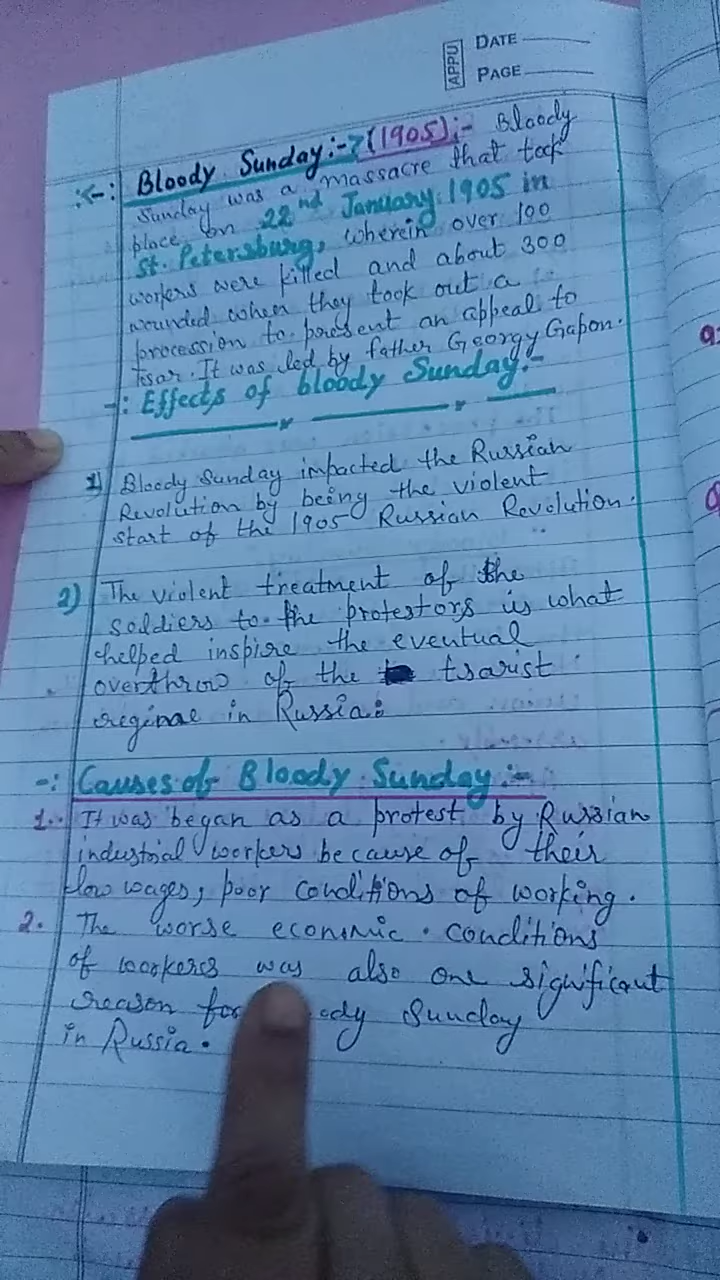 APPU
DATE
PAGE
:<-: Bloody Sunday:-7 (1905):- Bloody
Sunday was a massacre that took
place on 22nd January 1905 in
St. Petersburg, wherein over 100
workers were killed and about 300
wounded when they took out a
procession to present an appeal to
tsar. It was led by father Georgy Gapon.
-: Effects of bloody Sunday:-
1) Bloody Sunday impacted the Russian
Revolution by being the violent
start of the 1905 Russian Revolution.
2) The violent treatment of the
soldiers to the protestors is what
helped inspire the eventual
overthrow of the tsarist
reginae in Russia.
-: Causes of Bloody Sunday:-
1. It was began as a protest by Russian
industrial workers because of their
low wages, poor conditions of working.
2. The worse economic conditions
of workers was also one significant
reason for ody Sunday
in Russia.